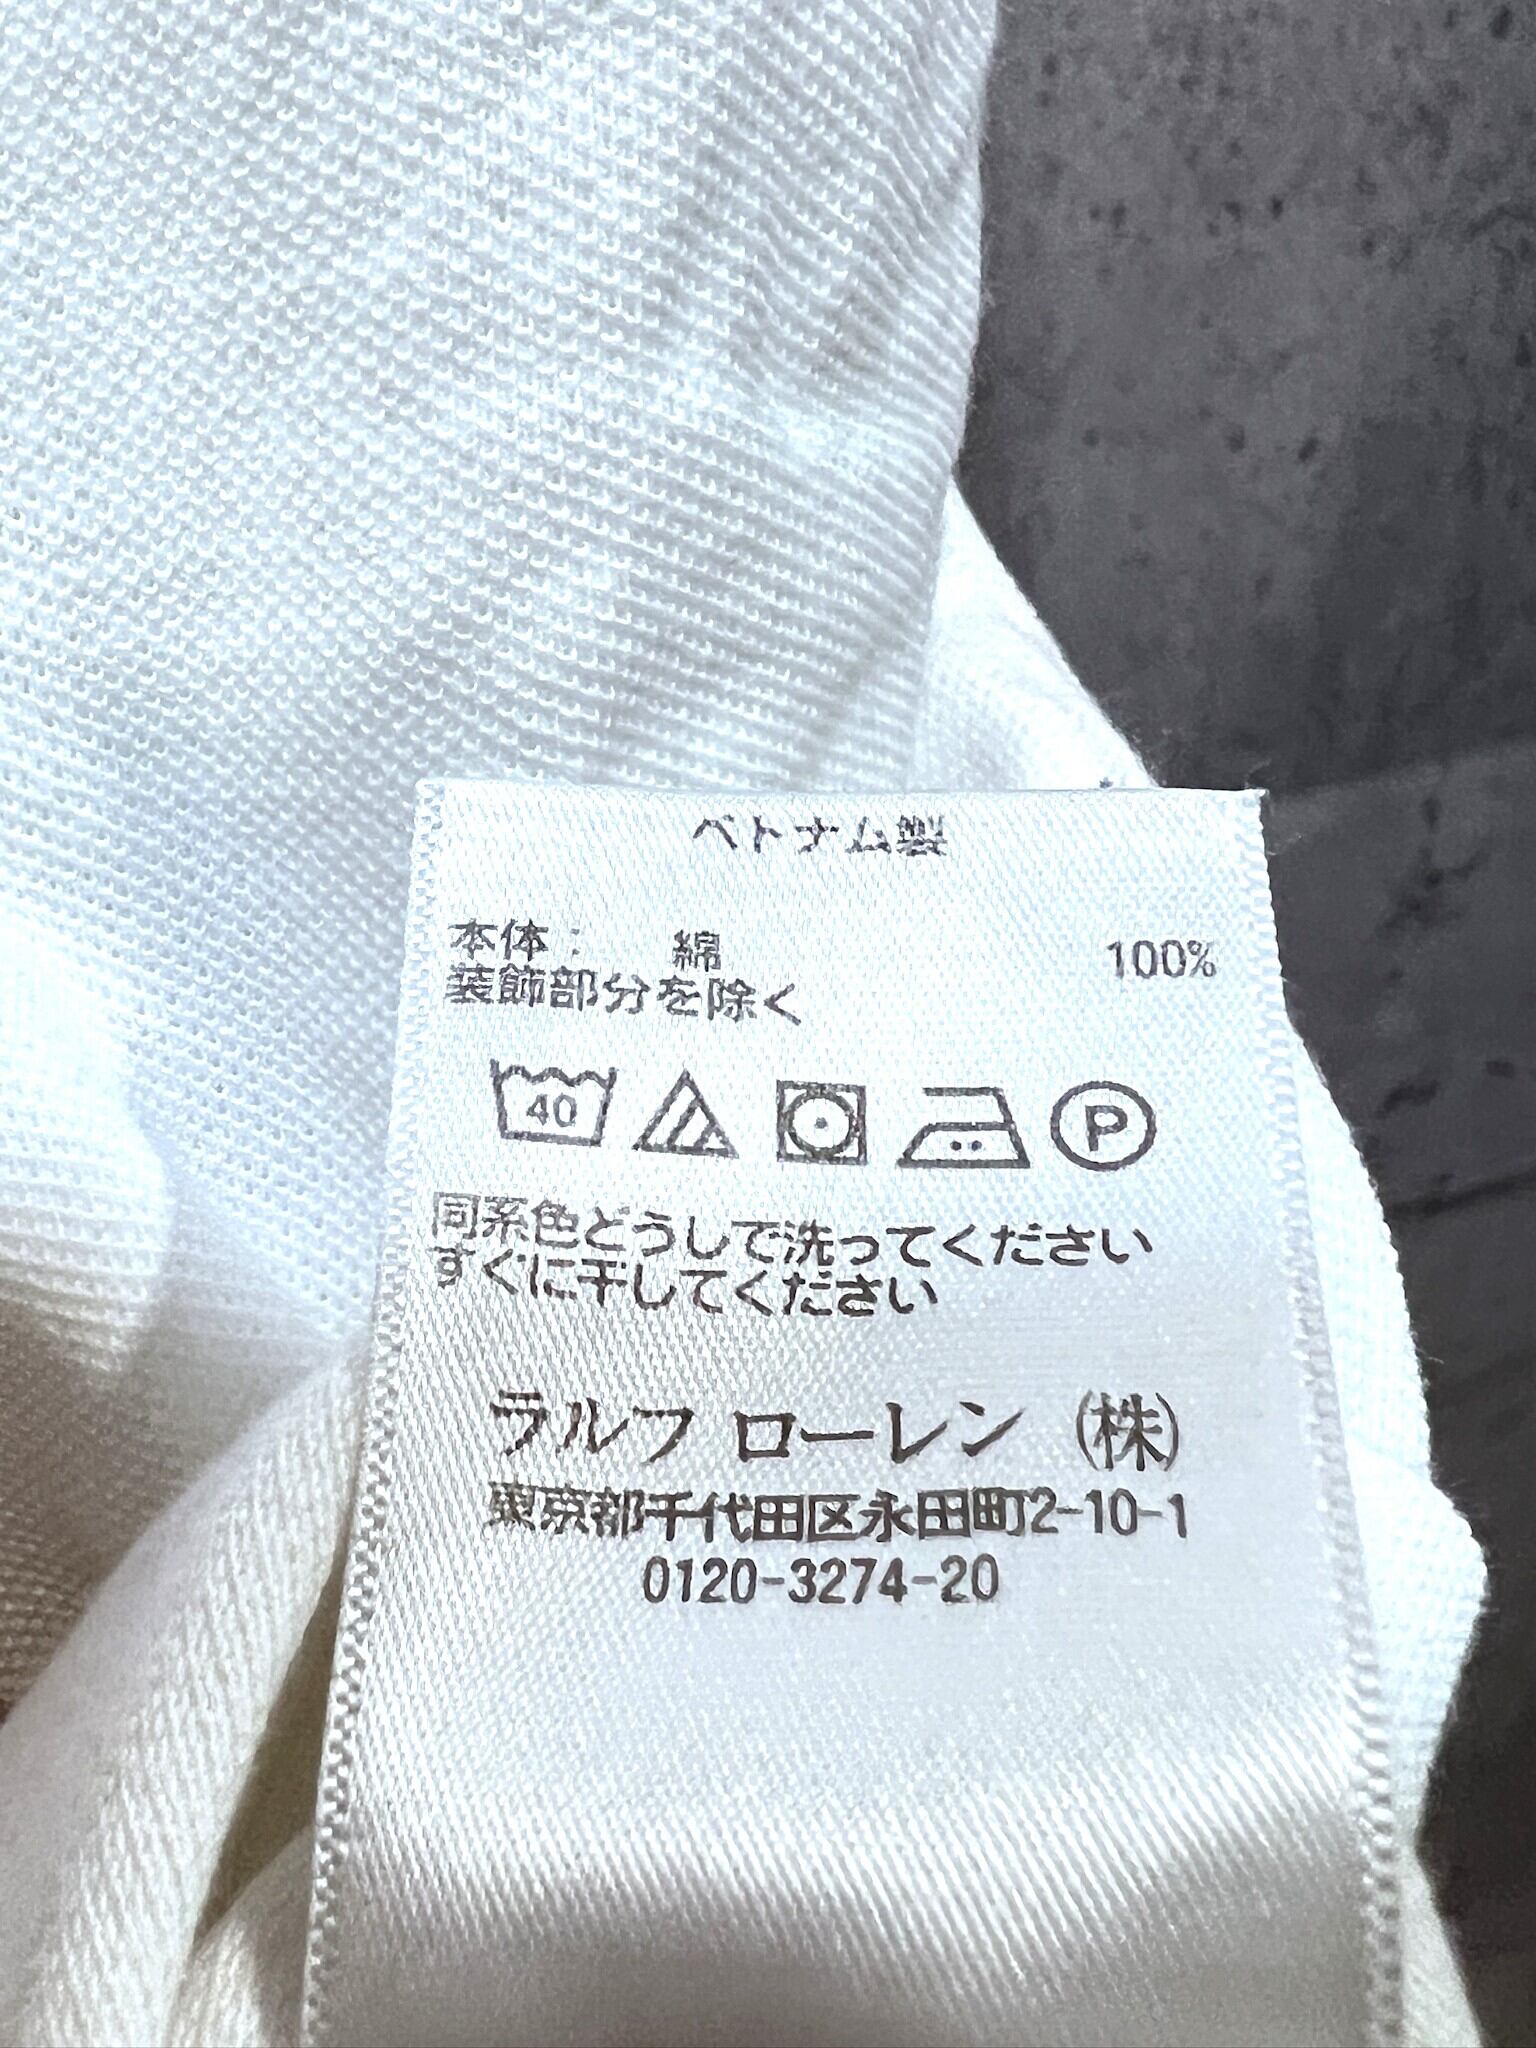 ベトナム製
本体: 綿 100%
装飾部分を除く
40 P
同系色どうしで洗ってください
すぐに干してください
ラルフ ローレン (株)
東京都千代田区永田町2-10-1
0120-3274-20